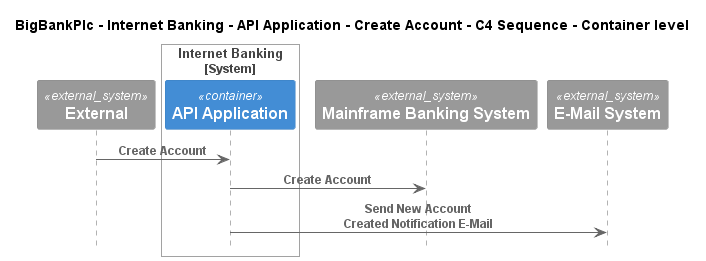 BigBankPlc - Internet Banking - API Application - Create Account - C4 Sequence - Container level
Internet Banking
[System]
«external_system»
External
«container»
API Application
«external_system»
Mainframe Banking System
«external_system»
E-Mail System
Create Account
Create Account
Send New Account
Created Notification E-Mail